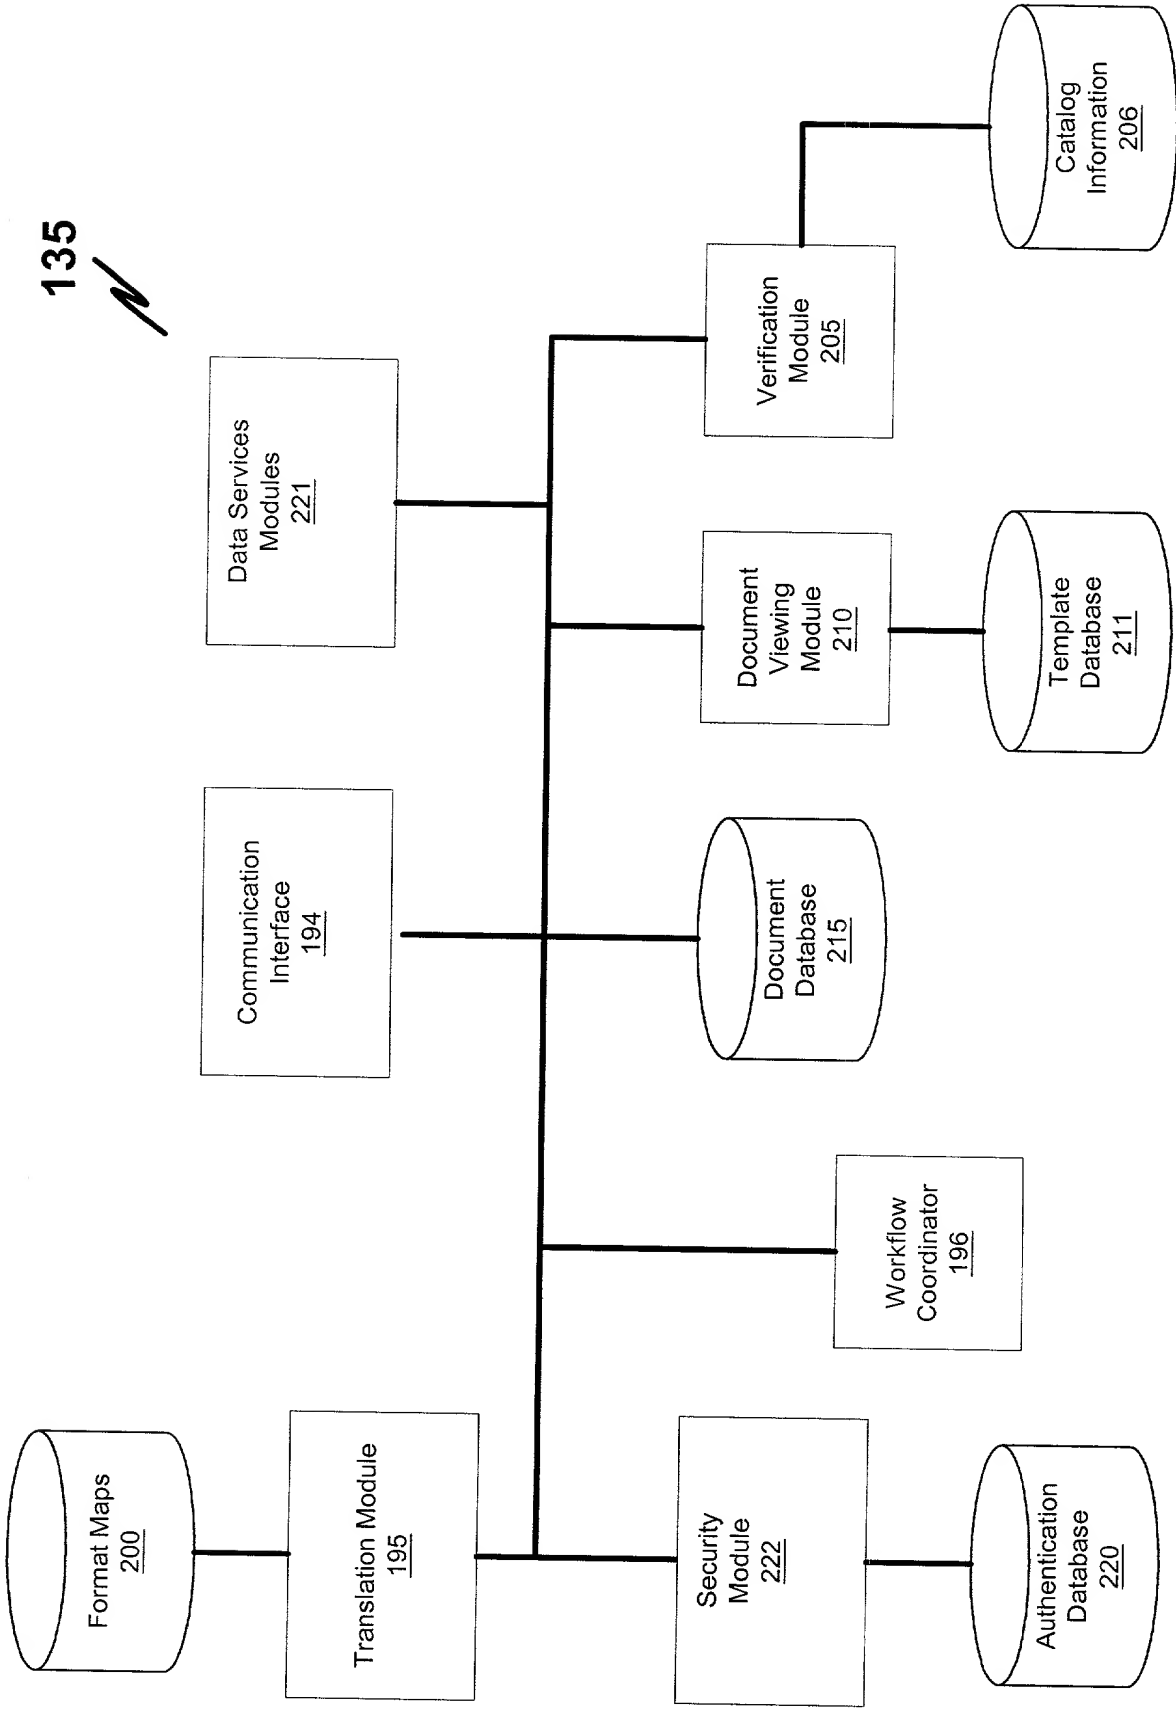 135
Format Maps
200
Translation Module
195
Communication
Interface
194
Data Services
Modules
221
Security
Module
222
Authentication
Database
220
Workflow
Coordinator
196
Document
Database
215
Document
Viewing
Module
210
Template
Database
211
Verification
Module
205
Catalog
Information
206